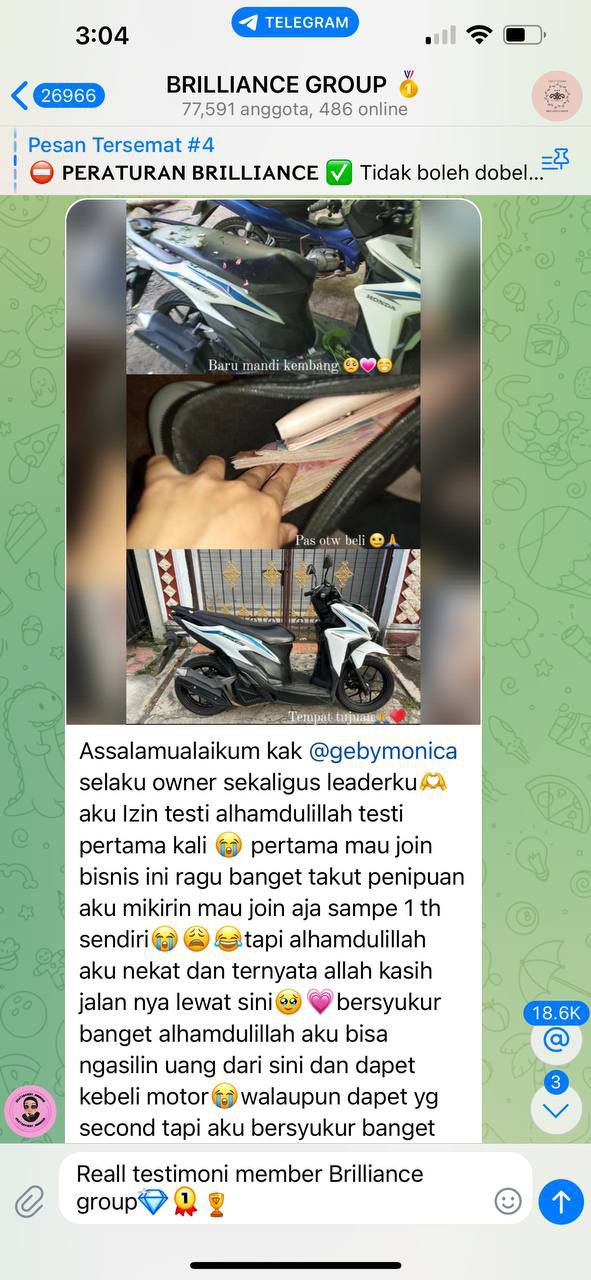 3:04
TELEGRAM
26966
BRILLIANCE GROUP 🏅
77,591 anggota, 486 online
Pesan Tersemat #4
⛔ PERATURAN BRILLIANCE ✅ Tidak boleh dobel...
HONDA
Baru mandi kembang 🥺💗😁
Pas otw beli 🙂🙏
Tempat tujuan🙏❤️
Assalamualaikum kak @gebymonica
selaku owner sekaligus leaderku🫶
aku Izin testi alhamdulillah testi
pertama kali 😭 pertama mau join
bisnis ini ragu banget takut penipuan
aku mikirin mau join aja sampe 1 th
sendiri😭😩😂tapi alhamdulillah
aku nekat dan ternyata allah kasih
jalan nya lewat sini🥹💗bersyukur
banget alhamdulillah aku bisa
ngasilin uang dari sini dan dapet
kebeli motor😭walaupun dapet yg
second tapi aku bersyukur banget
18.6K
@
3
Reall testimoni member Brilliance
group💎🥇🏆